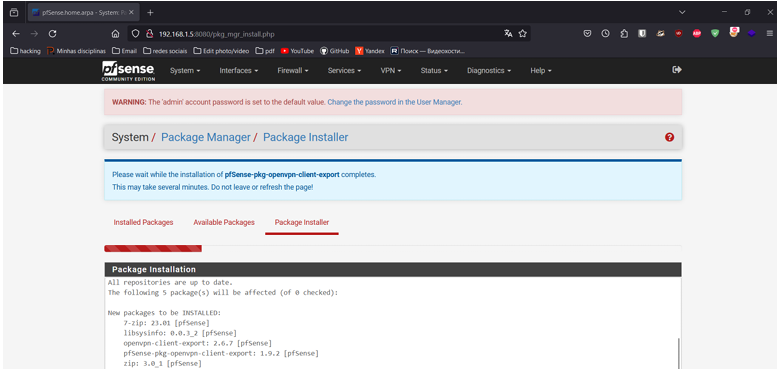 pfSense.home.arpa - System: P
192.168.1.5:8080/pkg_mgr_install.php
hacking Minhas disciplinas Email redes sociais Edit photo/video pdf YouTube GitHub Yandex Поиск — Видеохости...
pfsense System Interfaces Firewall Services VPN Status Diagnostics Help
COMMUNITY EDITION
WARNING: The 'admin' account password is set to the default value. Change the password in the User Manager.
System / Package Manager / Package Installer
Please wait while the installation of pfSense-pkg-openvpn-client-export completes.
This may take several minutes. Do not leave or refresh the page!
Installed Packages Available Packages Package Installer
Package Installation
All repositories are up to date.
The following 5 package(s) will be affected (of 0 checked):
New packages to be INSTALLED:
7-zip: 23.01 [pfSense]
libsysinfo: 0.0.3_2 [pfSense]
openvpn-client-export: 2.6.7 [pfSense]
pfSense-pkg-openvpn-client-export: 1.9.2 [pfSense]
zip: 3.0_1 [pfSense]